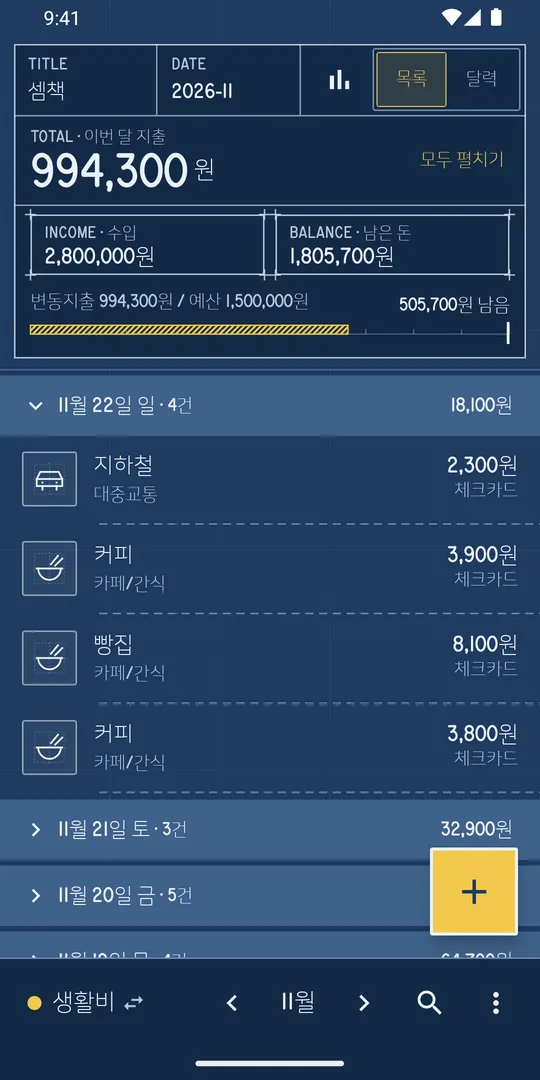 9:41
TITLE
셈책
DATE
2026-11
목록
달력
TOTAL · 이번 달 지출
994,300원
모두 펼치기
INCOME · 수입
2,800,000원
BALANCE · 남은 돈
1,805,700원
변동지출 994,300원 / 예산 1,500,000원
505,700원 남음
11월 22일 일 · 4건
18,100원
지하철
2,300원
대중교통
체크카드
커피
3,900원
카페/간식
체크카드
빵집
8,100원
카페/간식
체크카드
커피
3,800원
카페/간식
체크카드
11월 21일 토 · 3건
32,900원
11월 20일 금 · 5건
생활비
11월